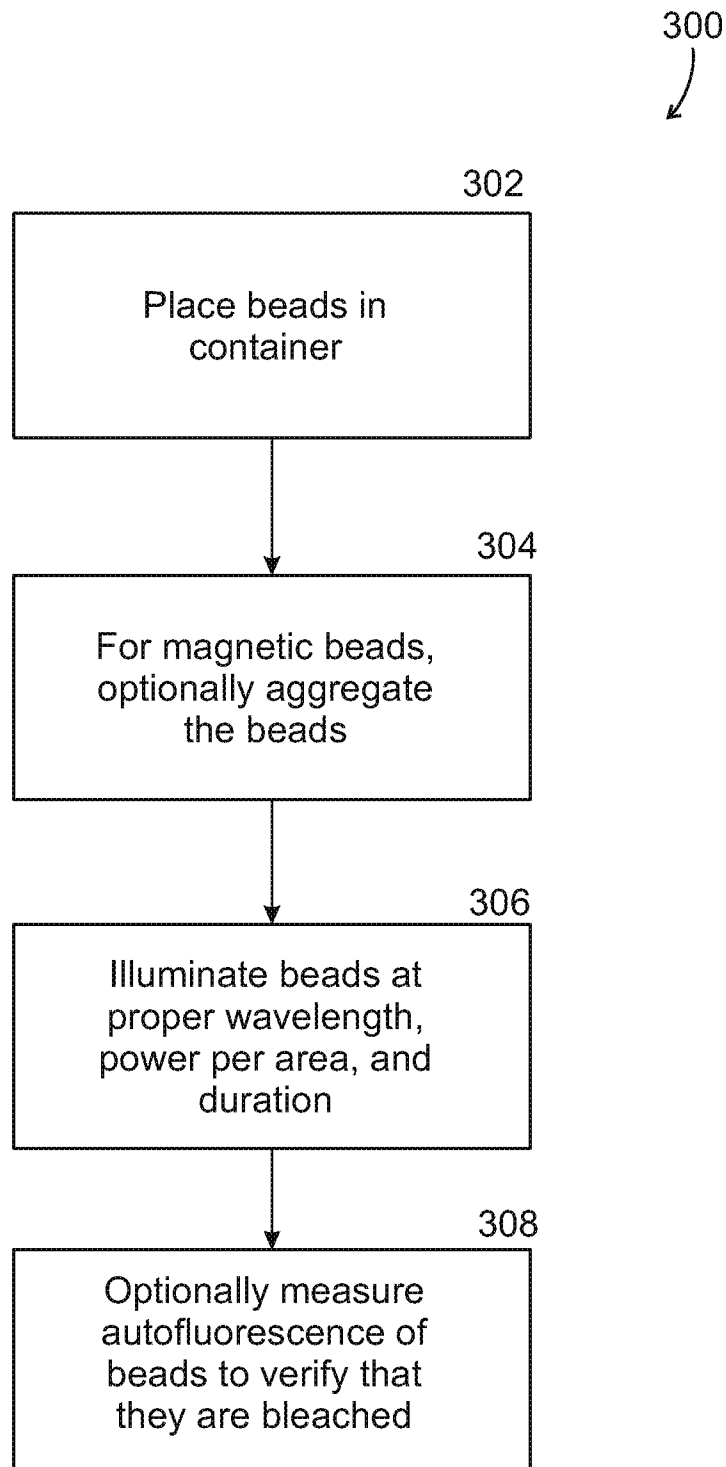 300
302
Place beads in
container
304
For magnetic beads,
optionally aggregate
the beads
306
Illuminate beads at
proper wavelength,
power per area, and
duration
308
Optionally measure
autofluorescence of
beads to verify that
they are bleached